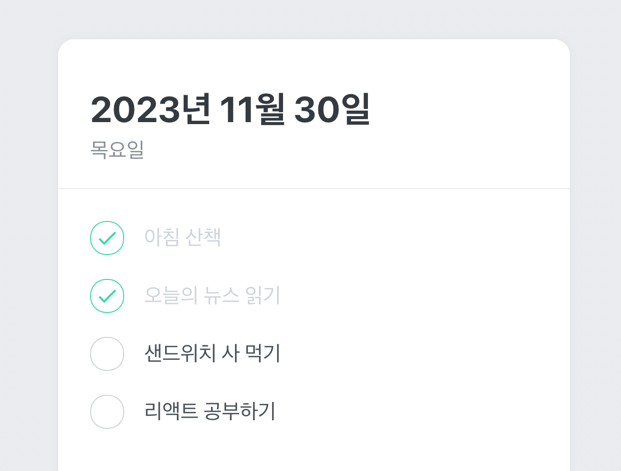 2023년 11월 30일
목요일
아침 산책
오늘의 뉴스 읽기
샌드위치 사 먹기
리액트 공부하기